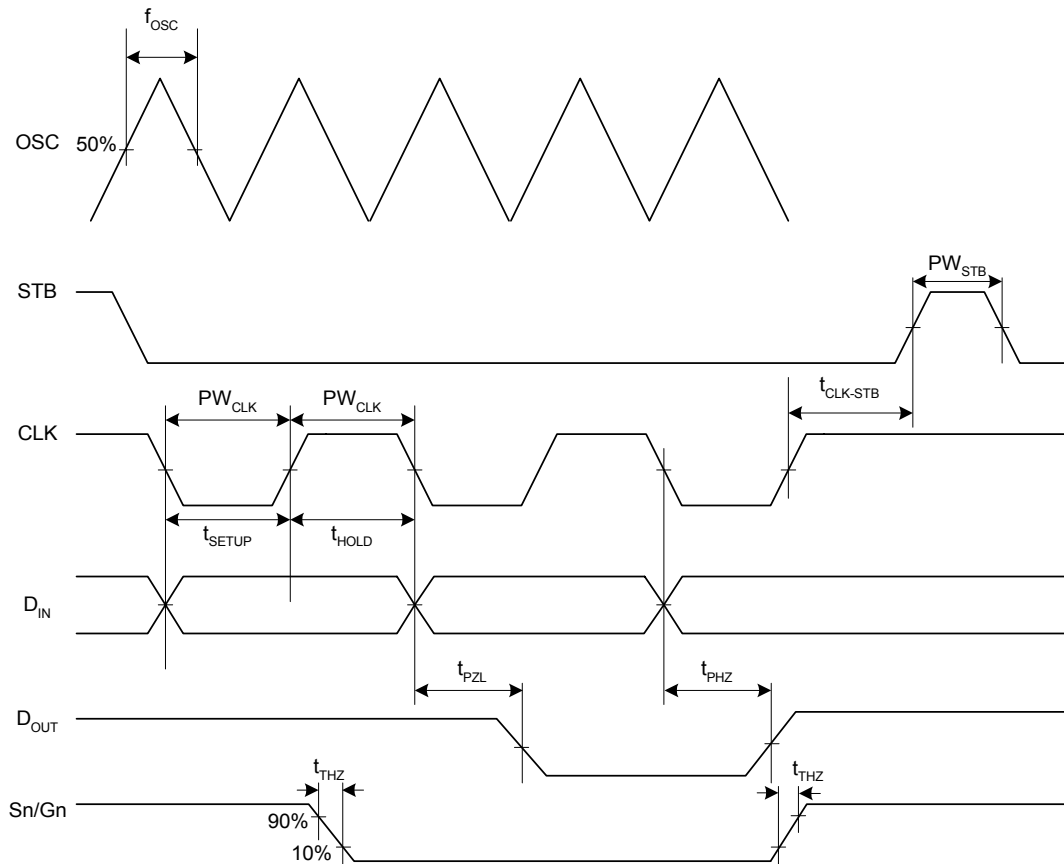 fOSC
OSC 50%
STB PWSTB
tCLK-STB
PWCLK PWCLK
CLK
tSETUP tHOLD
DIN
tPZL tPHZ
DOUT
tTHZ tTHZ
Sn/Gn
90%
10%